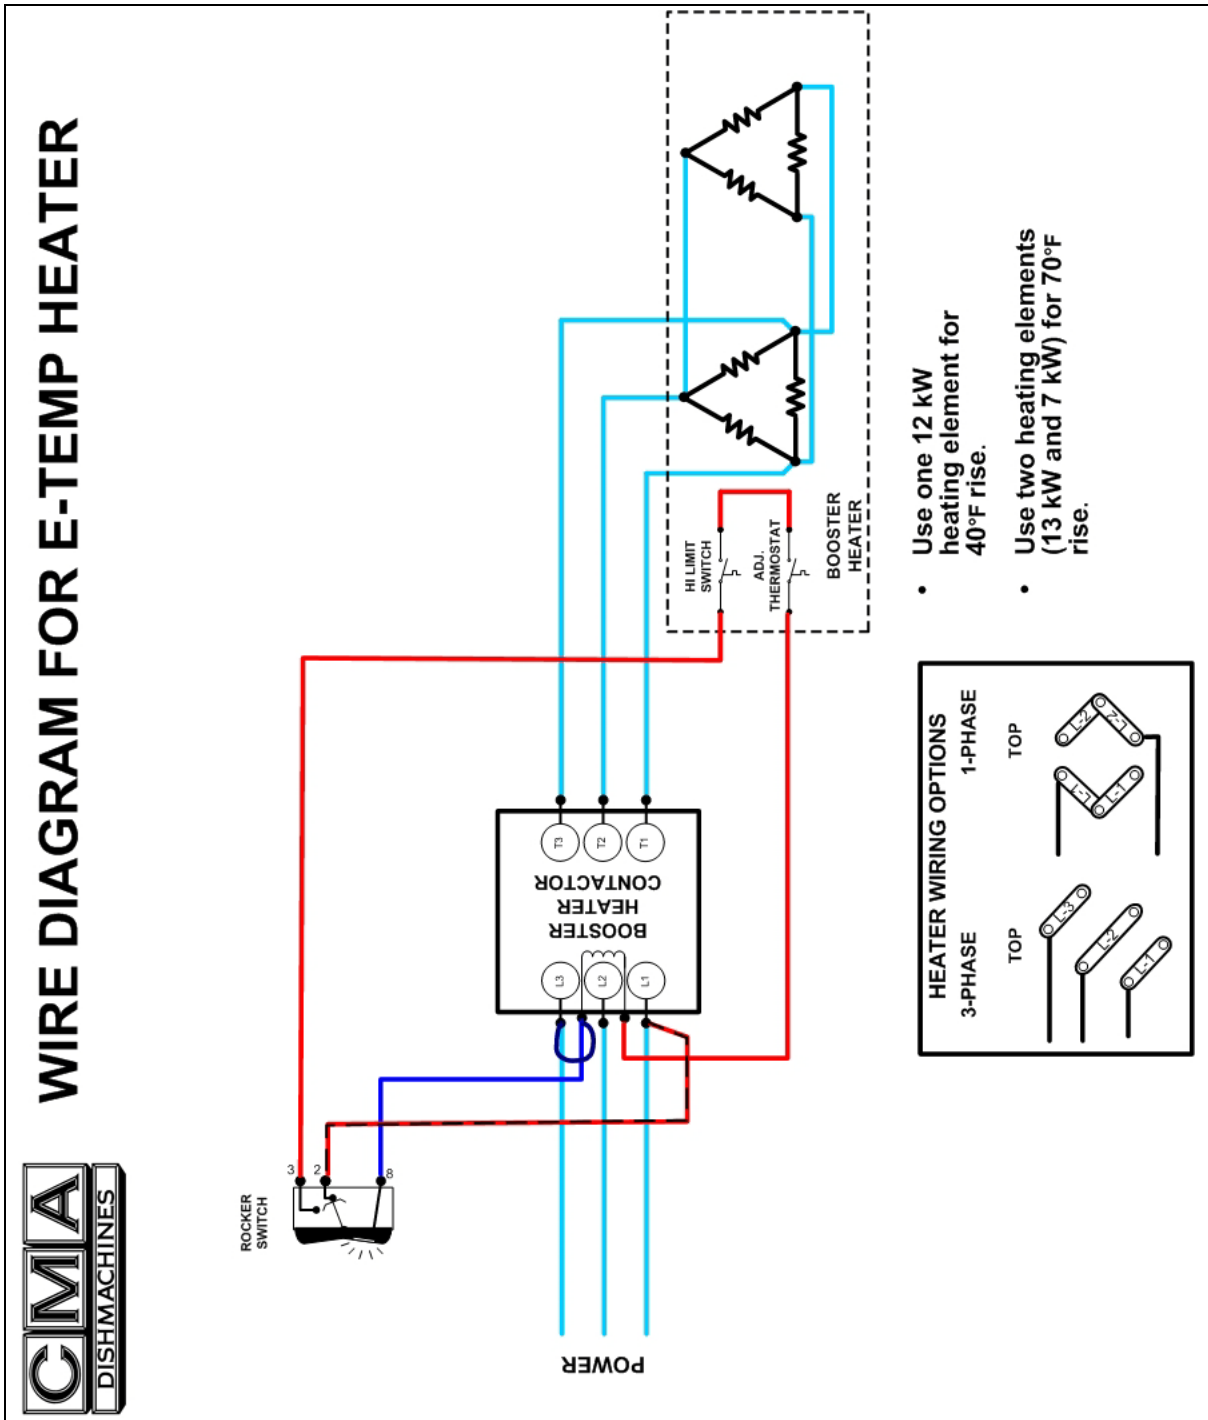 WIRE DIAGRAM FOR E-TEMP HEATER
CMA
DISHMACHINES
ROCKER
SWITCH
3
2
8
POWER
L3
L2
L1
BOOSTER
HEATER
CONTACTOR
T3
T2
T1
HI LIMIT
SWITCH
ADJ.
THERMOSTAT
BOOSTER
HEATER
• Use one 12 kW
heating element for
40°F rise.
• Use two heating elements
(13 kW and 7 kW) for 70°F
rise.
HEATER WIRING OPTIONS
3-PHASE
1-PHASE
TOP
TOP
L-3
L-2
L-1
L-1
L-1
L-2
L-2